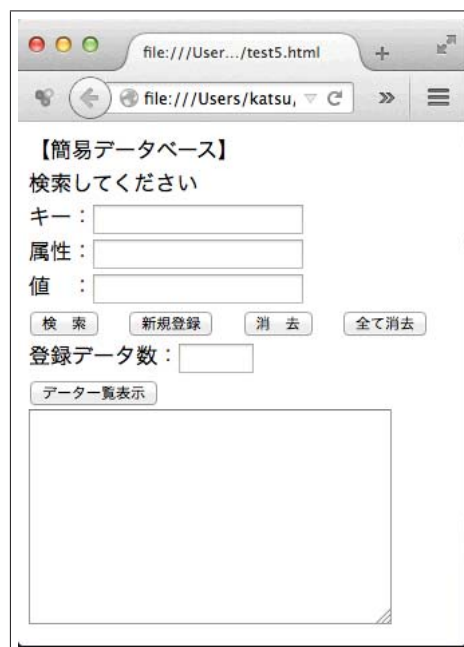 file:///User.../test5.html
file:///Users/katsu,
【簡易データベース】
検索してください
キー：
属性：
値　：
検　索　新規登録　消　去　全て消去
登録データ数：
データ一覧表示